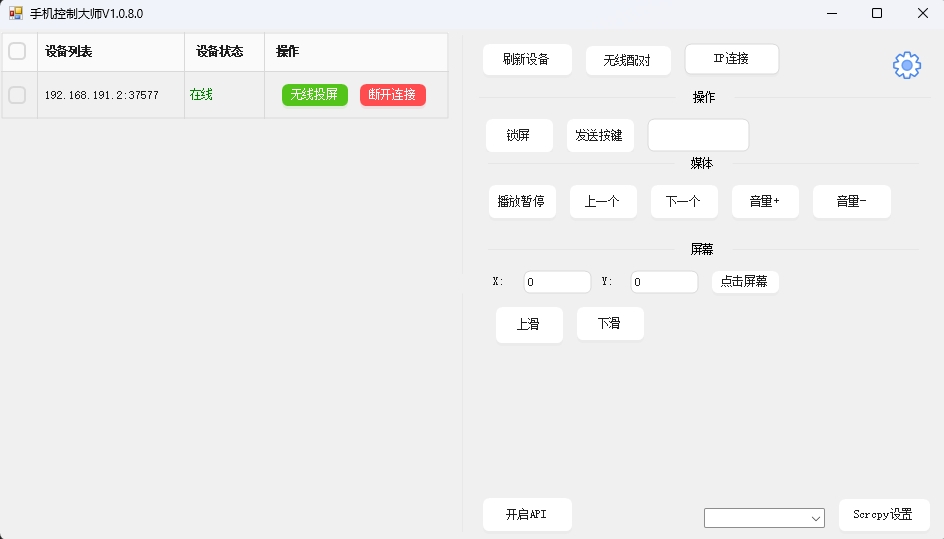 手机控制大师V1.0.8.0
设备列表 设备状态 操作
192.168.191.2:37577 在线 无线投屏 断开连接
刷新设备 无线配对 IP连接
操作
锁屏 发送按键
媒体
播放暂停 上一个 下一个 音量+ 音量-
屏幕
X: 0 Y: 0 点击屏幕
上滑 下滑
开启API Scrcpy设置